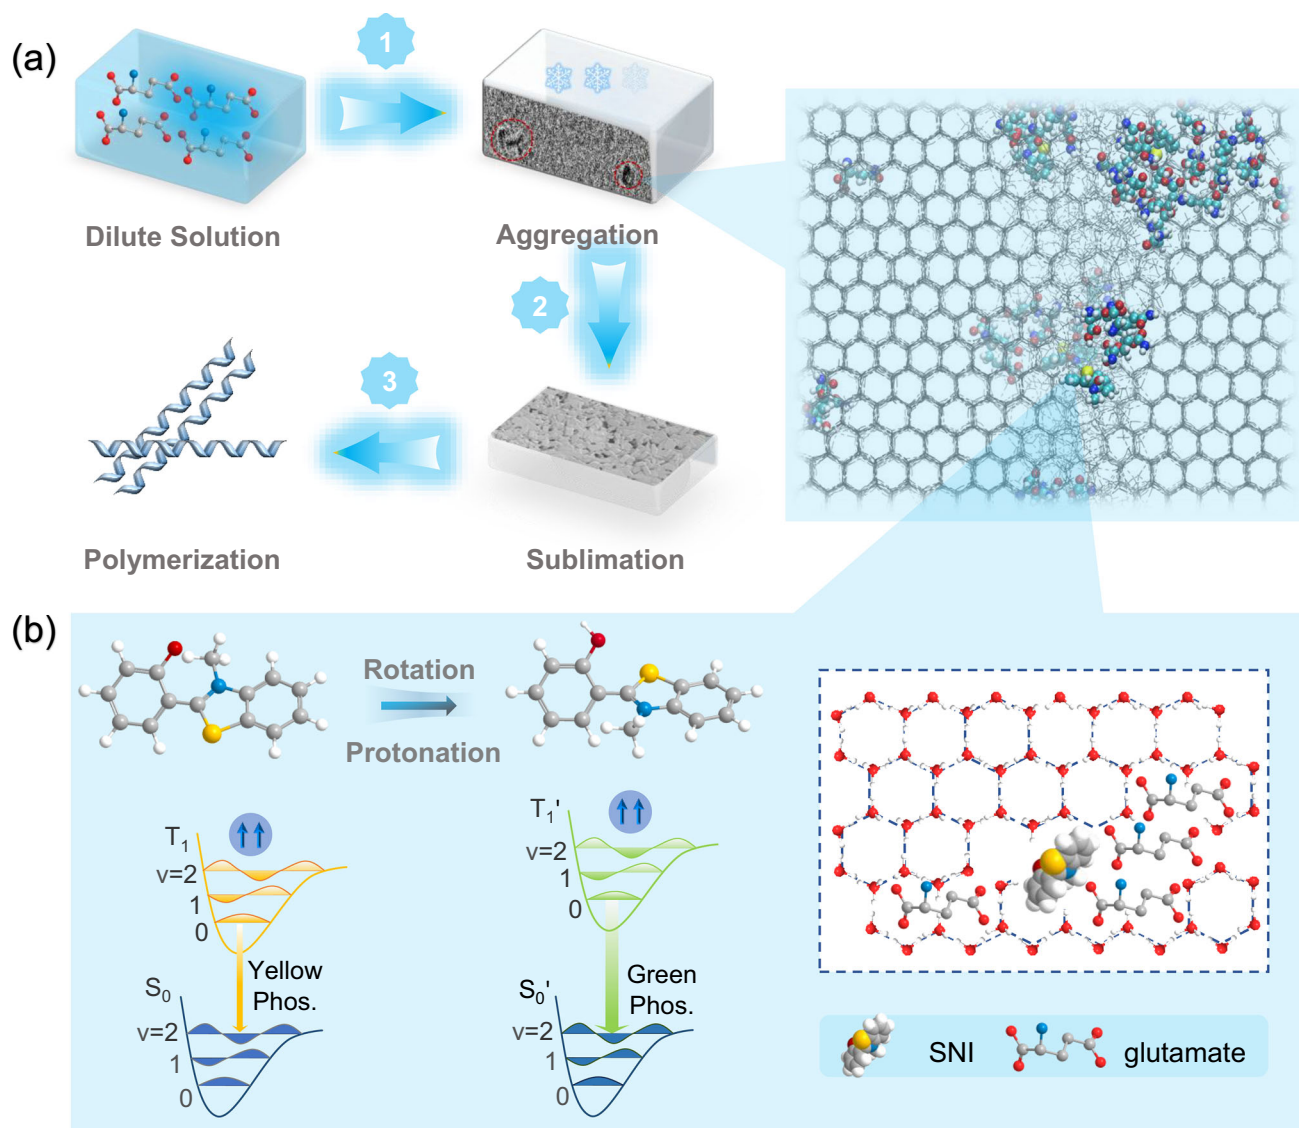 (a)
1
Dilute Solution
Aggregation
2
3
Polymerization
Sublimation
(b)
Rotation
Protonation
T1
v=2
1
0
Yellow
Phos.
S0
v=2
1
0
T1'
v=2
1
0
Green
Phos.
S0'
v=2
1
0
SNI
glutamate